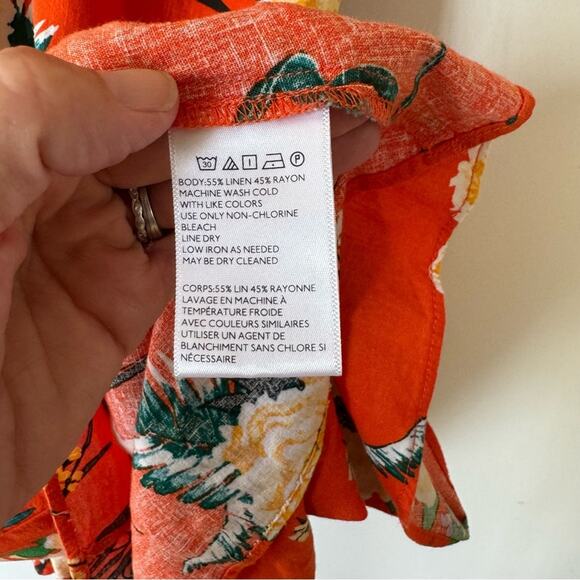 30 P
BODY:55% LINEN 45% RAYON
MACHINE WASH COLD
WITH LIKE COLORS
USE ONLY NON-CHLORINE
BLEACH
LINE DRY
LOW IRON AS NEEDED
MAY BE DRY CLEANED
CORPS:55% LIN 45% RAYONNE
LAVAGE EN MACHINE À
TEMPÉRATURE FROIDE
AVEC COULEURS SIMILAIRES
UTILISER UN AGENT DE
BLANCHIMENT SANS CHLORE SI
NÉCESSAIRE